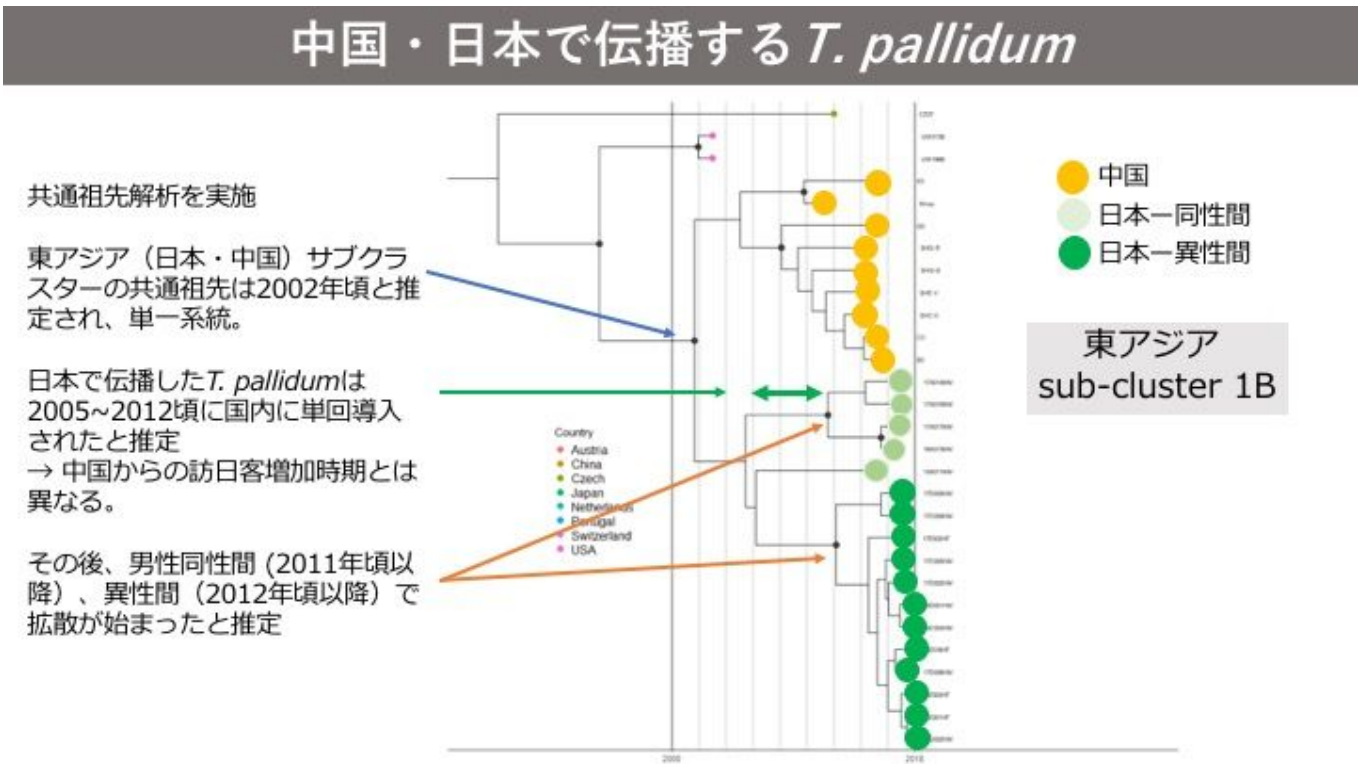 中国・日本で伝播するT. pallidum
共通祖先解析を実施
東アジア（日本・中国）サブクラ
スターの共通祖先は2002年頃と推
定され、単一系統。
日本で伝播したT. pallidumは
2005~2012頃に国内に単回導入
されたと推定
→ 中国からの訪日客増加時期とは
異なる。
その後、男性同性間 (2011年頃以
降）、異性間（2012年頃以降）で
拡散が始まったと推定
Country
Austria
China
Czech
Japan
Netherlands
Portugal
Switzerland
USA
2000
2018
中国
日本ー同性間
日本ー異性間
東アジア
sub-cluster 1B